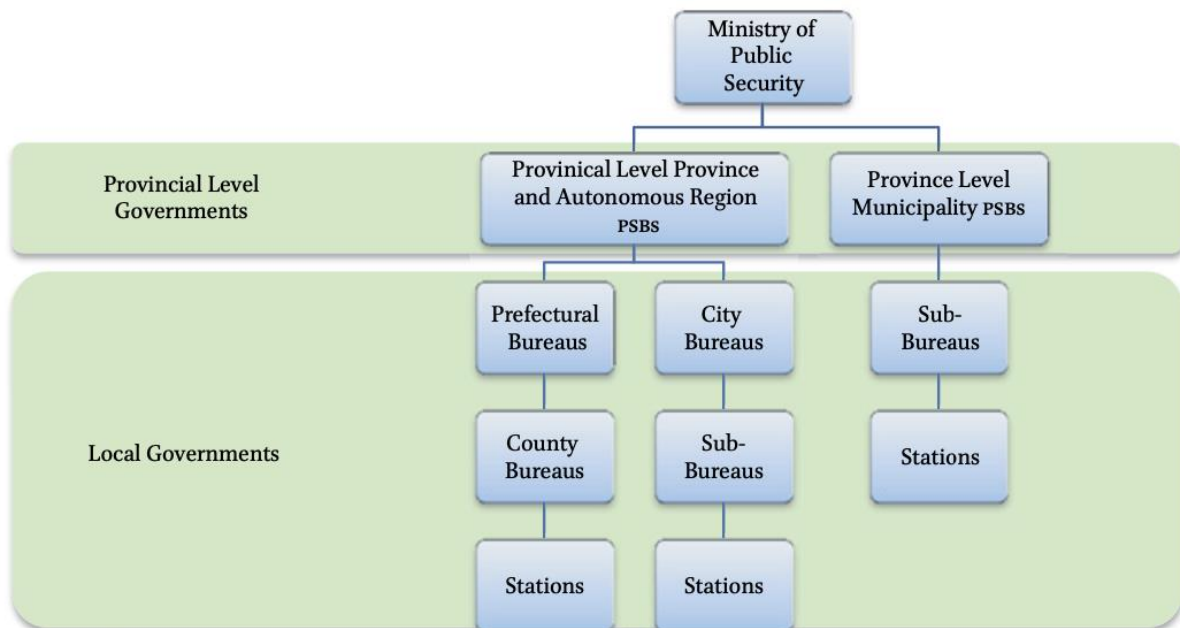 Ministry of
Public
Security
Provincial Level
Governments
Provinical Level Province
and Autonomous Region
PSBs
Province Level
Municipality PSBs
Local Governments
Prefectural
Bureaus
City
Bureaus
Sub-
Bureaus
County
Bureaus
Sub-
Bureaus
Stations
Stations
Stations